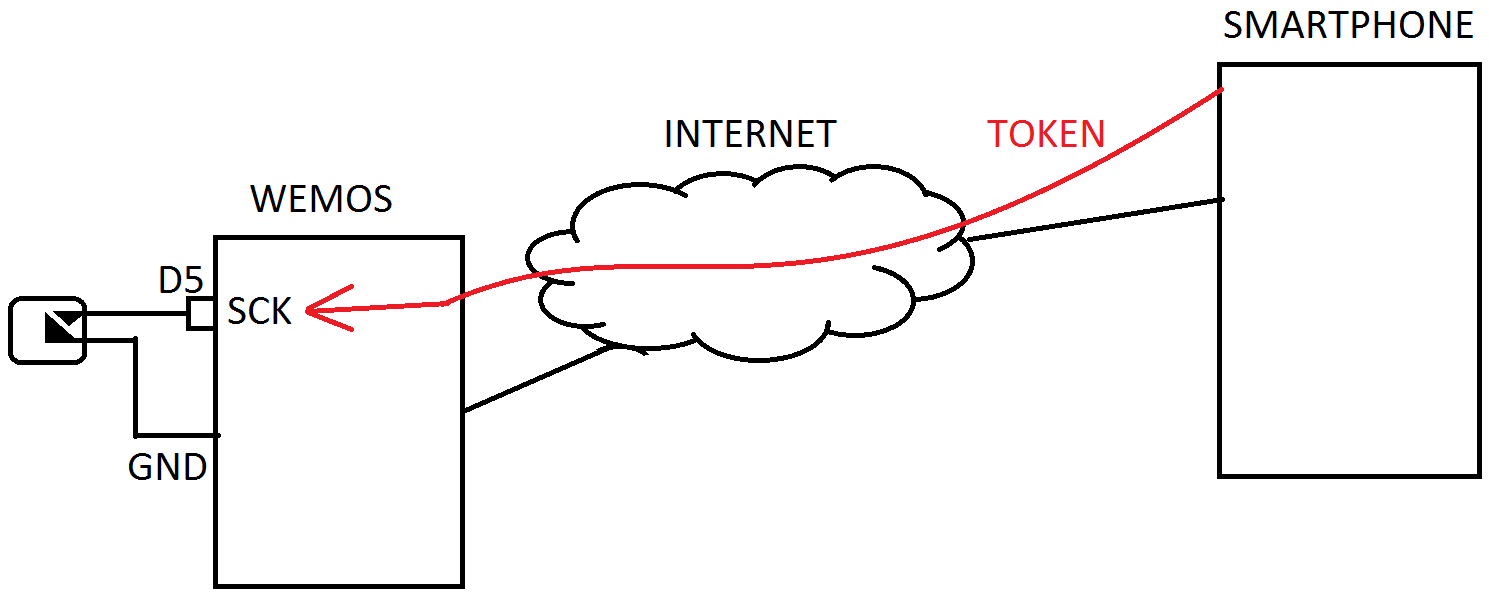 SMARTPHONE
INTERNET
TOKEN
WEMOS
D5
SCK
GND